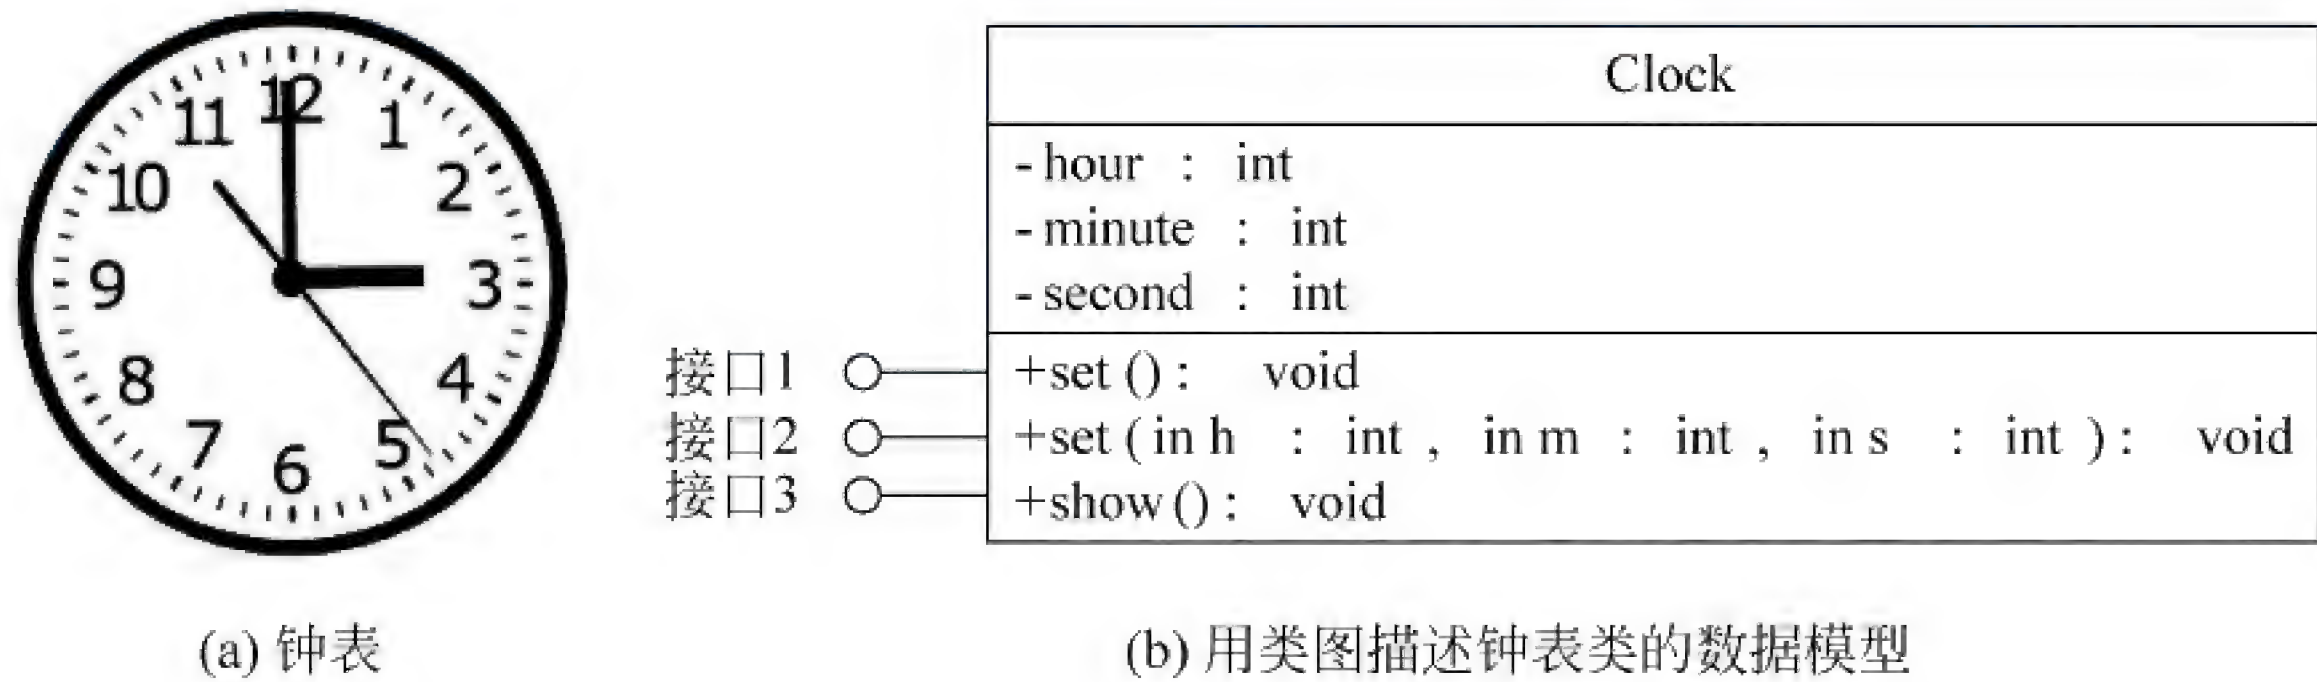 12
11
1
10
2
9
3
8
4
7
5
6
(a) 钟表
Clock
- hour : int
- minute : int
- second : int
接口1
+set () : void
接口2
+set ( in h : int , in m : int , in s : int ) : void
接口3
+show () : void
(b) 用类图描述钟表类的数据模型